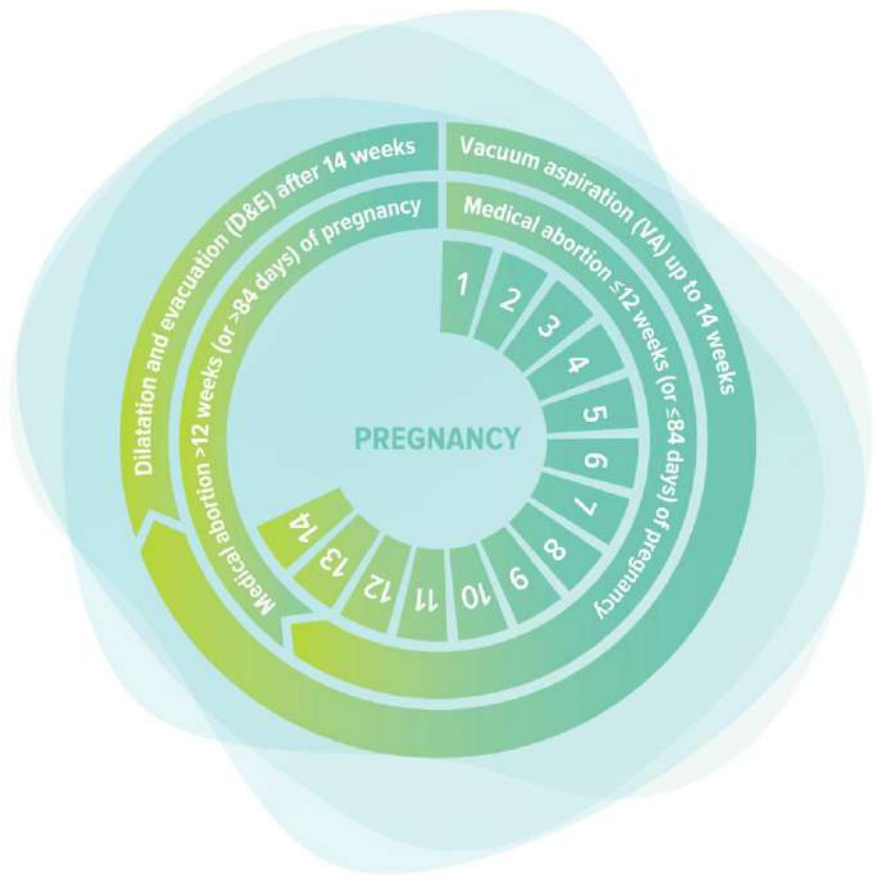 Vacuum aspiration (VA) up to 14 weeks
Dilatation and evacuation (D&E) after 14 weeks
Medical abortion ≤12 weeks (or ≤84 days) of pregnancy
Medical abortion >12 weeks (or >84 days) of pregnancy
1
2
3
4
5
6
7
8
9
10
11
12
13
14
PREGNANCY